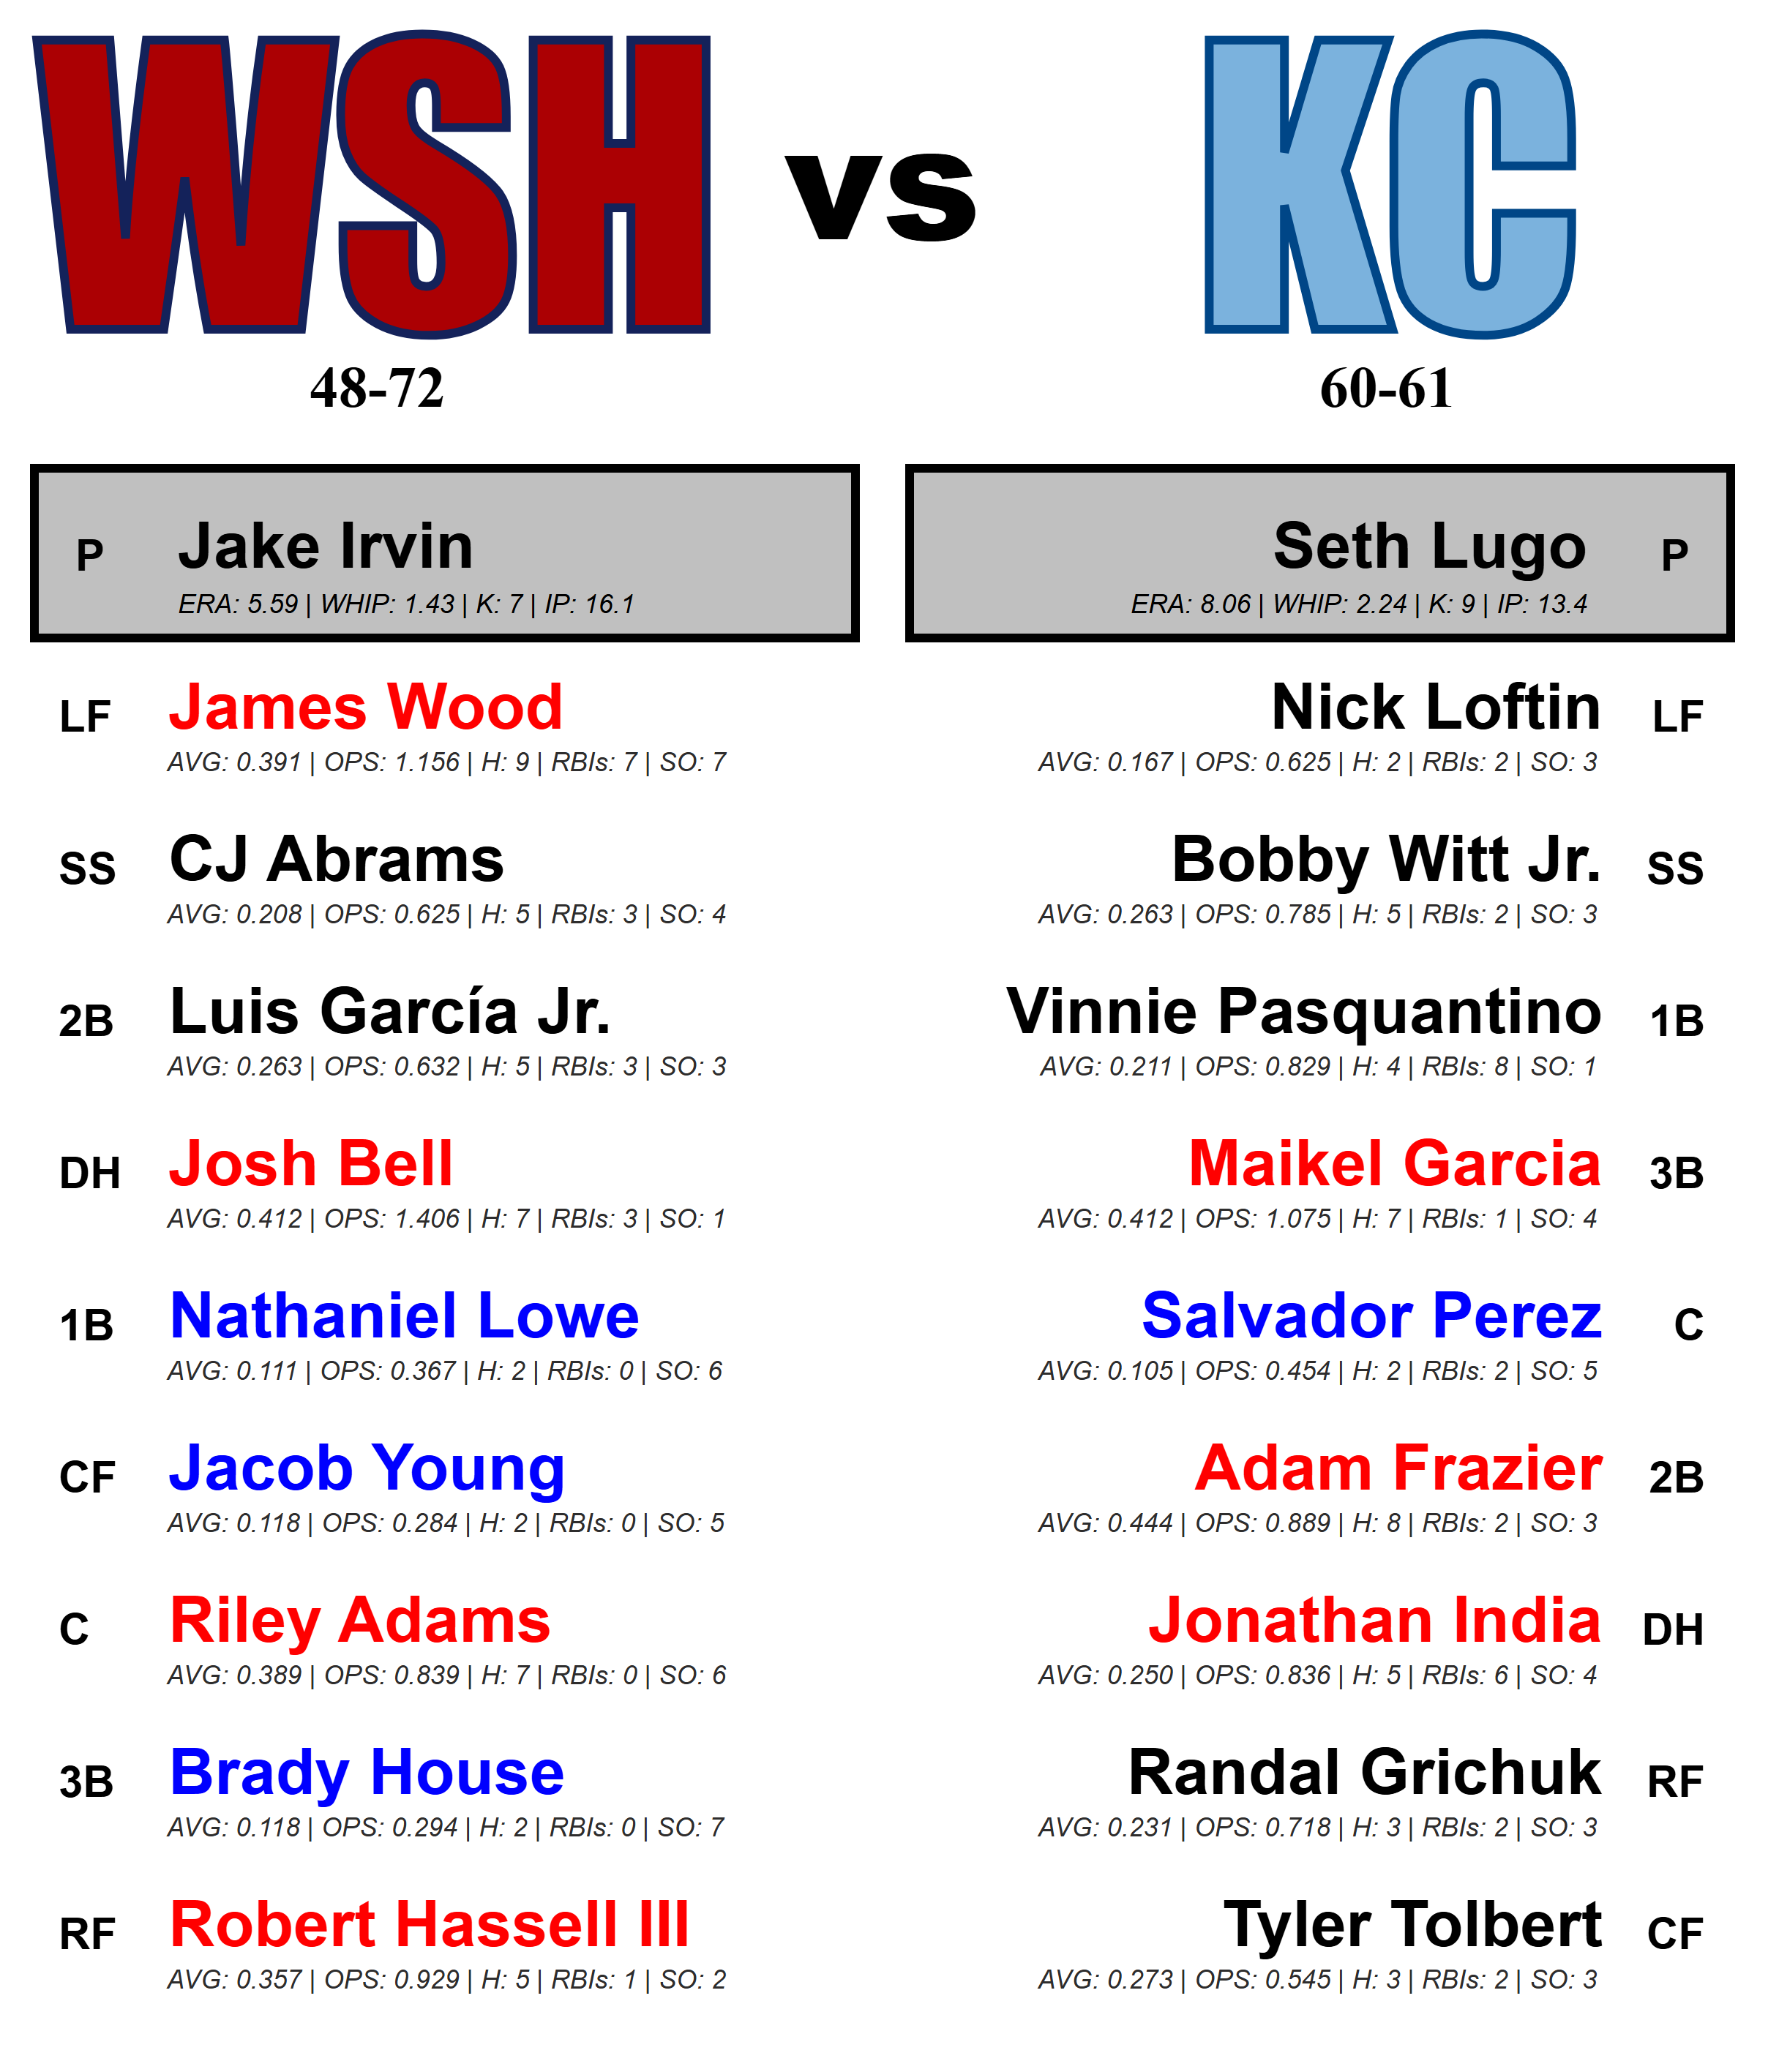 WSH vs KC
48-72 60-61
P Jake Irvin Seth Lugo P
ERA: 5.59 | WHIP: 1.43 | K: 7 | IP: 16.1 ERA: 8.06 | WHIP: 2.24 | K: 9 | IP: 13.4
LF James Wood Nick Loftin LF
AVG: 0.391 | OPS: 1.156 | H: 9 | RBIs: 7 | SO: 7 AVG: 0.167 | OPS: 0.625 | H: 2 | RBIs: 2 | SO: 3
SS CJ Abrams Bobby Witt Jr. SS
AVG: 0.208 | OPS: 0.625 | H: 5 | RBIs: 3 | SO: 4 AVG: 0.263 | OPS: 0.785 | H: 5 | RBIs: 2 | SO: 3
2B Luis García Jr. Vinnie Pasquantino 1B
AVG: 0.263 | OPS: 0.632 | H: 5 | RBIs: 3 | SO: 3 AVG: 0.211 | OPS: 0.829 | H: 4 | RBIs: 8 | SO: 1
DH Josh Bell Maikel Garcia 3B
AVG: 0.412 | OPS: 1.406 | H: 7 | RBIs: 3 | SO: 1 AVG: 0.412 | OPS: 1.075 | H: 7 | RBIs: 1 | SO: 4
1B Nathaniel Lowe Salvador Perez C
AVG: 0.111 | OPS: 0.367 | H: 2 | RBIs: 0 | SO: 6 AVG: 0.105 | OPS: 0.454 | H: 2 | RBIs: 2 | SO: 5
CF Jacob Young Adam Frazier 2B
AVG: 0.118 | OPS: 0.284 | H: 2 | RBIs: 0 | SO: 5 AVG: 0.444 | OPS: 0.889 | H: 8 | RBIs: 2 | SO: 3
C Riley Adams Jonathan India DH
AVG: 0.389 | OPS: 0.839 | H: 7 | RBIs: 0 | SO: 6 AVG: 0.250 | OPS: 0.836 | H: 5 | RBIs: 6 | SO: 4
3B Brady House Randal Grichuk RF
AVG: 0.118 | OPS: 0.294 | H: 2 | RBIs: 0 | SO: 7 AVG: 0.231 | OPS: 0.718 | H: 3 | RBIs: 2 | SO: 3
RF Robert Hassell III Tyler Tolbert CF
AVG: 0.357 | OPS: 0.929 | H: 5 | RBIs: 1 | SO: 2 AVG: 0.273 | OPS: 0.545 | H: 3 | RBIs: 2 | SO: 3